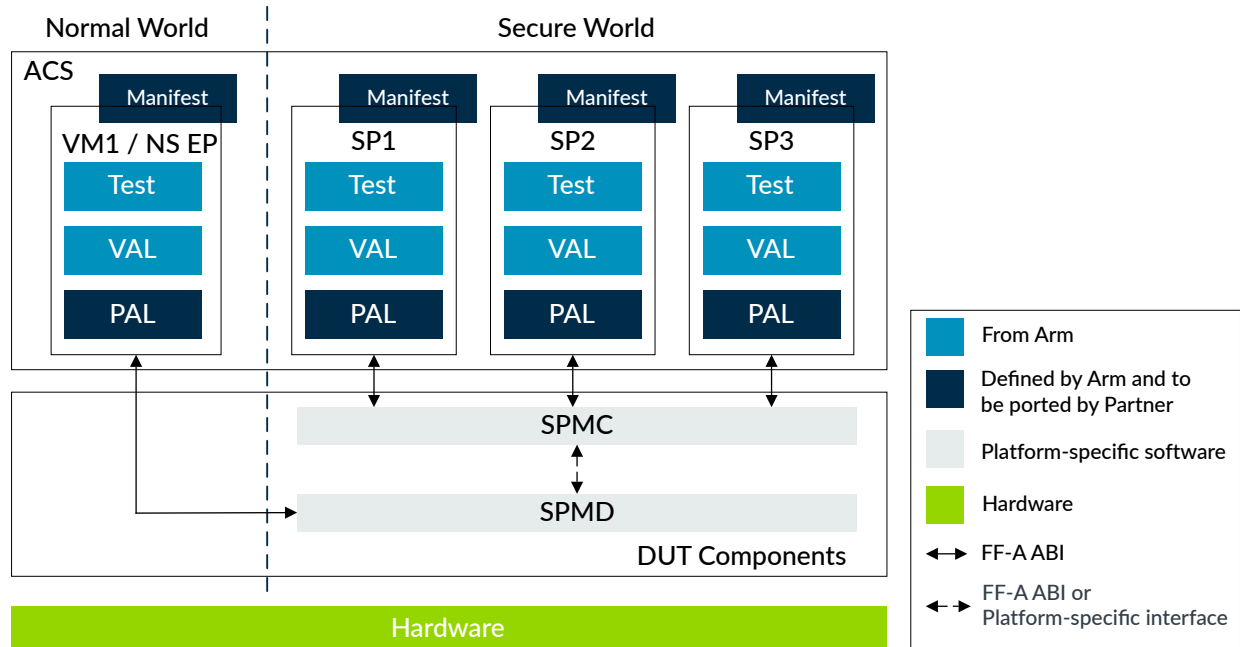 Normal World
Secure World
ACS
Manifest
Manifest
Manifest
Manifest
VM1 / NS EP
SP1
SP2
SP3
Test
Test
Test
Test
VAL
VAL
VAL
VAL
PAL
PAL
PAL
PAL
SPMC
SPMD
DUT Components
Hardware
From Arm
Defined by Arm and to
be ported by Partner
Platform-specific software
Hardware
FF-A ABI
FF-A ABI or
Platform-specific interface